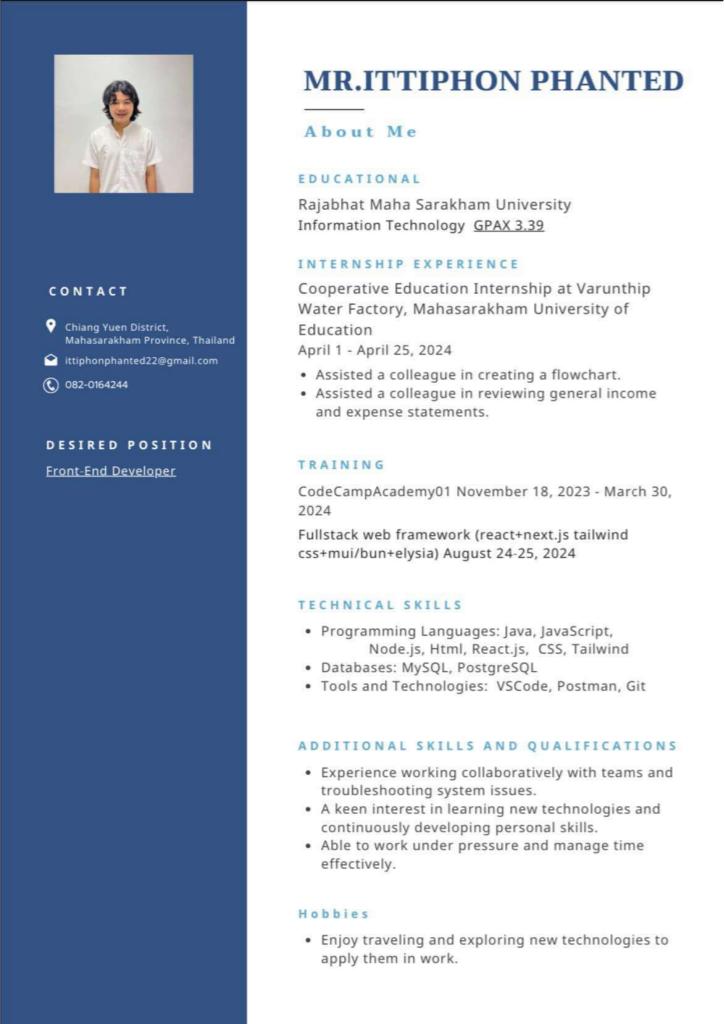 MR.ITTIPHON PHANTED
About Me
CONTACT
Chiang Yuen District,
Mahasarakham Province, Thailand
ittiphonphanted22@gmail.com
082-0164244
DESIRED POSITION
Front-End Developer
EDUCATIONAL
Rajabhat Maha Sarakham University
Information Technology GPAX 3.39
INTERNSHIP EXPERIENCE
Cooperative Education Internship at Varunthip
Water Factory, Mahasarakham University of
Education
April 1 - April 25, 2024
• Assisted a colleague in creating a flowchart.
• Assisted a colleague in reviewing general income
and expense statements.
TRAINING
CodeCampAcademy01 November 18, 2023 - March 30,
2024
Fullstack web framework (react+next.js tailwind
css+mui/bun+elysia) August 24-25, 2024
TECHNICAL SKILLS
• Programming Languages: Java, JavaScript,
Node.js, Html, React.js, CSS, Tailwind
• Databases: MySQL, PostgreSQL
• Tools and Technologies: VSCode, Postman, Git
ADDITIONAL SKILLS AND QUALIFICATIONS
• Experience working collaboratively with teams and
troubleshooting system issues.
• A keen interest in learning new technologies and
continuously developing personal skills.
• Able to work under pressure and manage time
effectively.
Hobbies
• Enjoy traveling and exploring new technologies to
apply them in work.